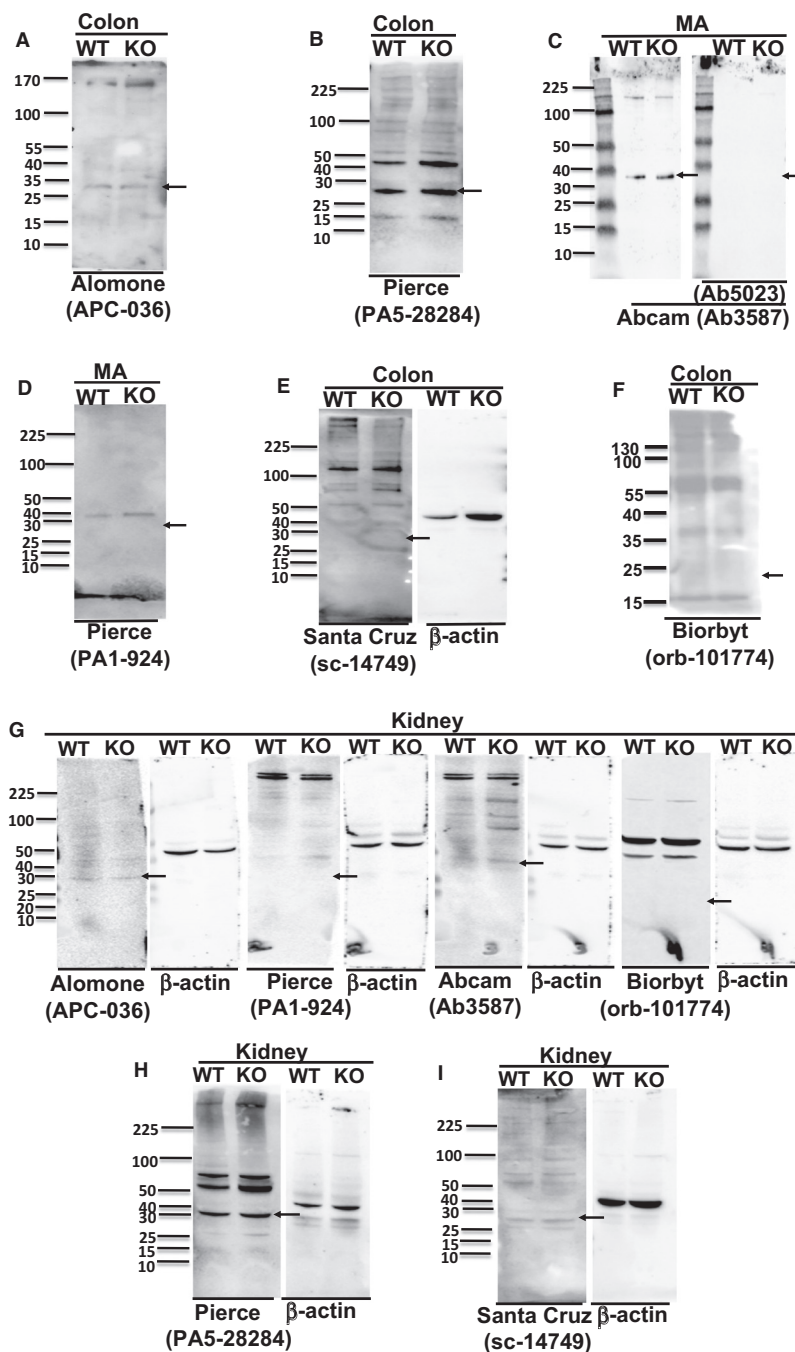 A
Colon
WT KO
170
100
55
40
35
25
15
10
Alomone
(APC-036)
B
Colon
WT KO
225
100
50
40
30
25
15
10
Pierce
(PA5-28284)
C
MA
WT KO WT KO
225
100
50
40
30
25
15
10
(Ab5023)
Abcam (Ab3587)
D
MA
WT KO
225
100
50
40
30
25
15
10
Pierce
(PA1-924)
E
Colon
WT KO WT KO
225
100
50
40
30
25
15
10
Santa Cruz β-actin
(sc-14749)
F
Colon
WT KO
130
100
55
40
35
25
15
Biorbyt
(orb-101774)
G
Kidney
WT KO WT KO WT KO WT KO WT KO WT KO WT KO WT KO
225
100
50
40
30
25
20
10
Alomone β-actin Pierce β-actin Abcam β-actin Biorbyt β-actin
(APC-036) (PA1-924) (Ab3587) (orb-101774)
H
Kidney
WT KO WT KO
225
100
50
40
30
25
15
10
Pierce β-actin
(PA5-28284)
I
Kidney
WT KO WT KO
225
100
50
40
30
25
15
10
Santa Cruz β-actin
(sc-14749)